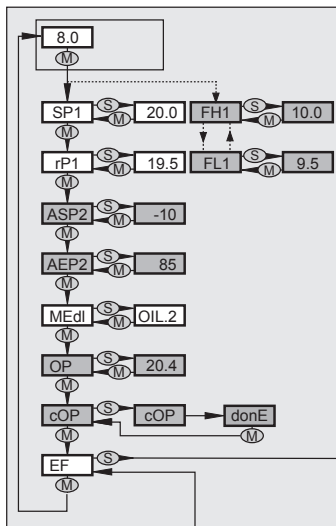 8.0
M
S
SP1 20.0 FH1 S 10.0
M M
M
S S
rP1 19.5 FL1 9.5
M M
M
S
ASP2 -10
M
M
S
AEP2 85
M
M
S
MEdI OIL.2
M
M
S
OP 20.4
M
M
S
cOP cOP donE
M M
M
EF S
M